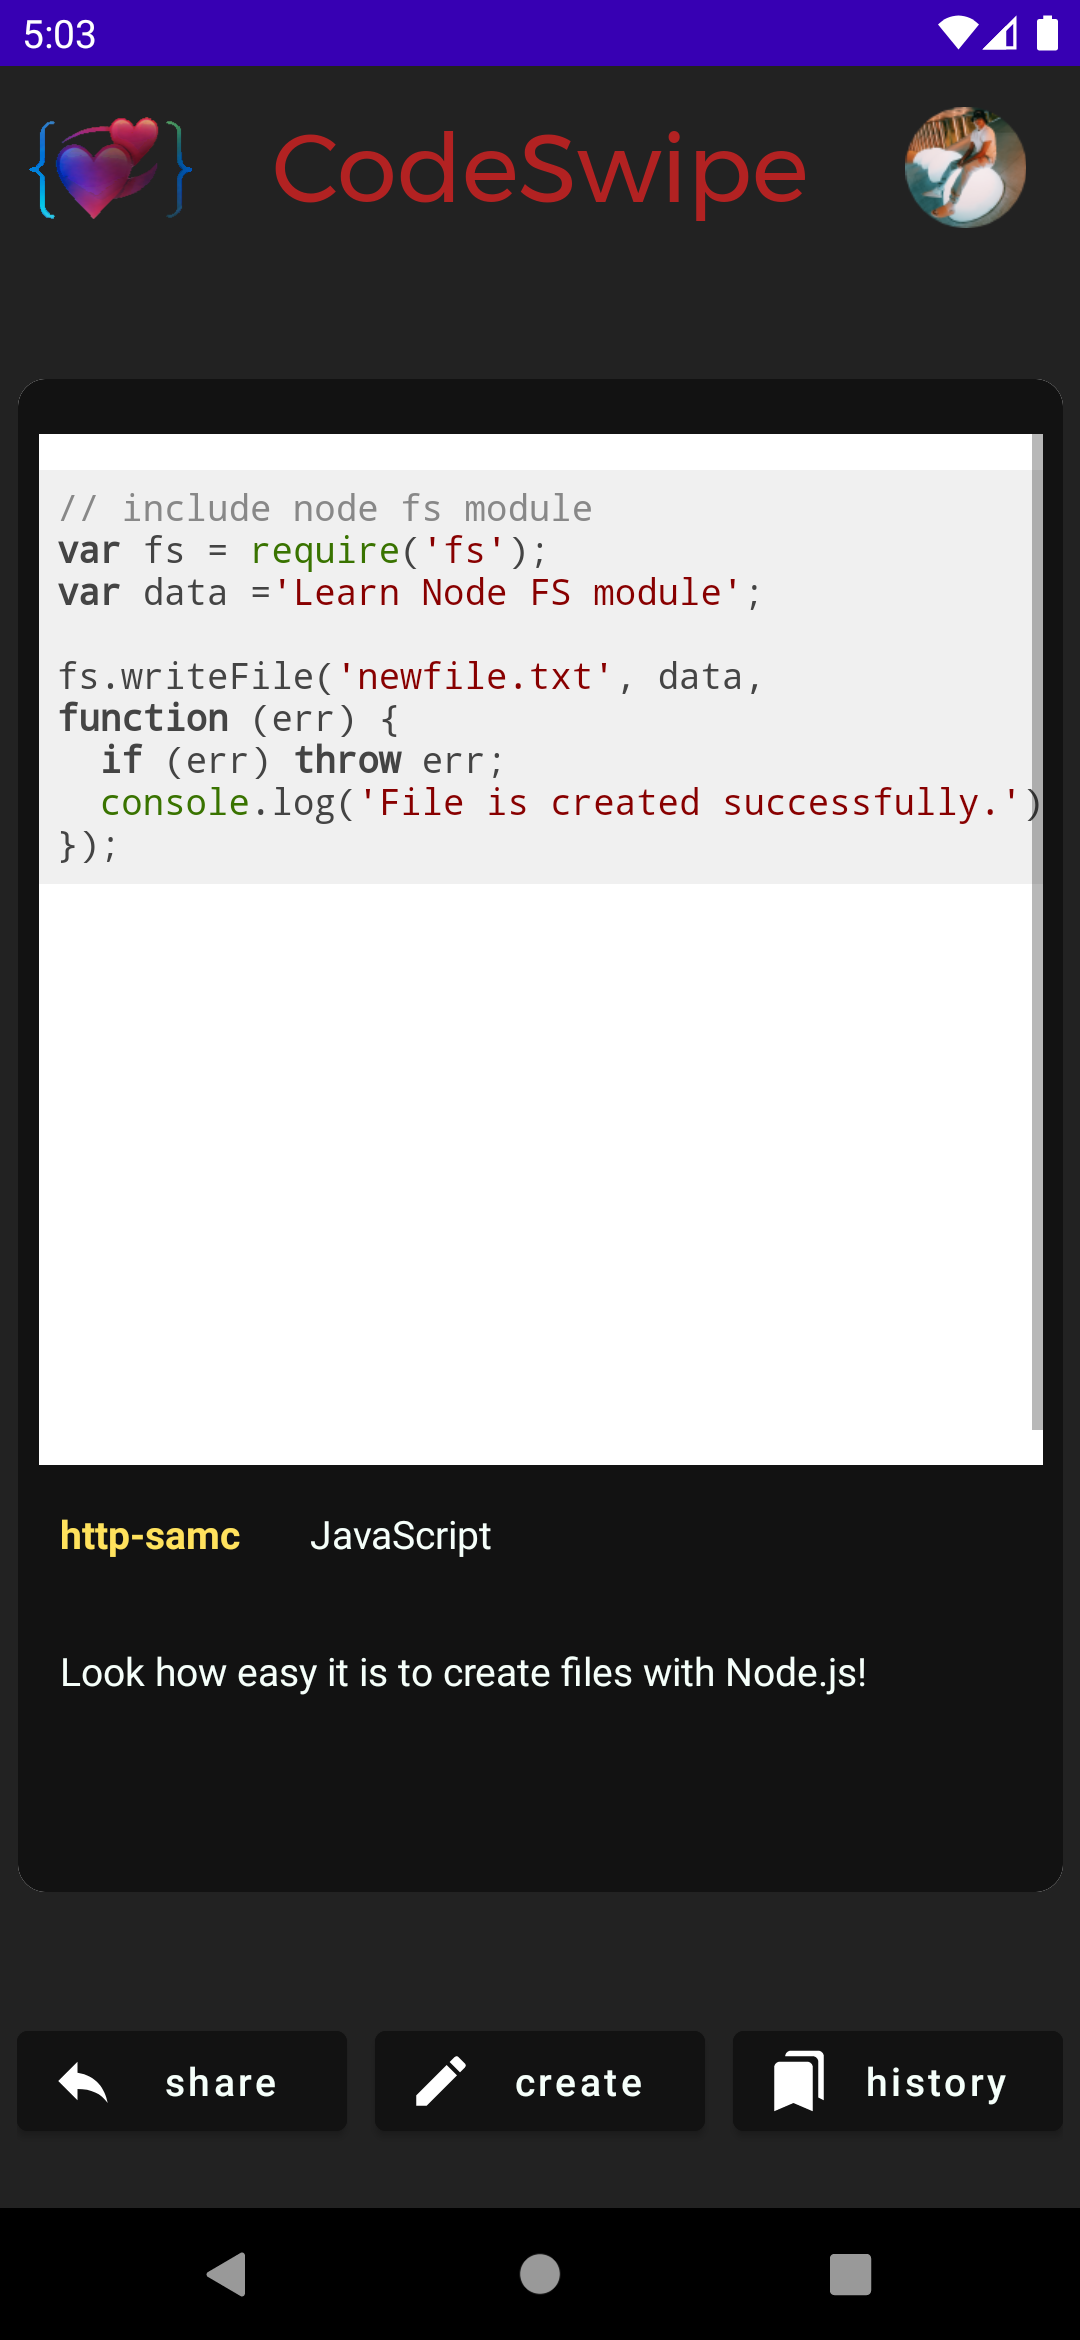 5:03
CodeSwipe
// include node fs module
var fs = require('fs');
var data ='Learn Node FS module';
fs.writeFile('newfile.txt', data,
function (err) {
  if (err) throw err;
  console.log('File is created successfully.')
});
http-samc JavaScript
Look how easy it is to create files with Node.js!
share create history